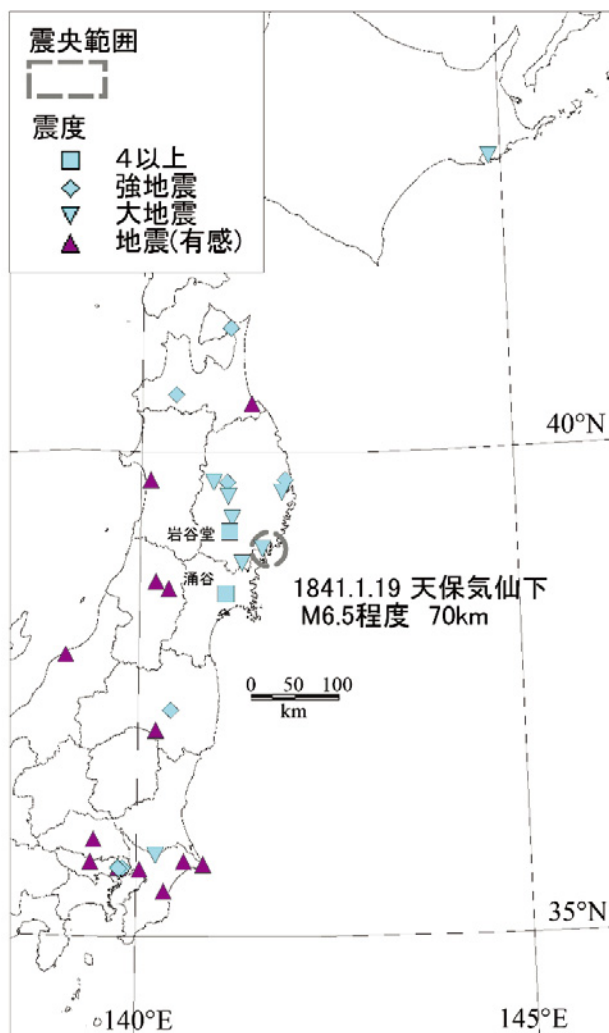 震央範囲
震度
４以上
強地震
大地震
地震(有感)
40°N
岩谷堂
涌谷
1841.1.19 天保気仙下
M6.5程度 70km
0 50 100
km
35°N
140°E
145°E